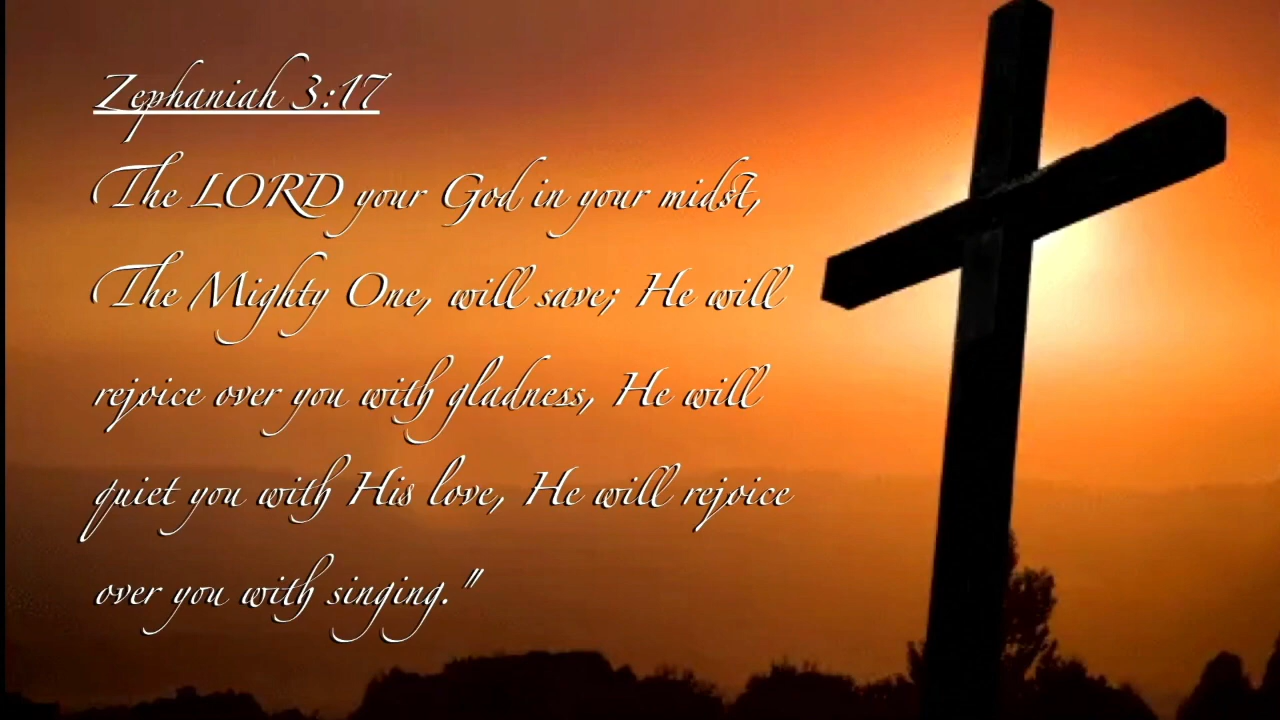 Zephaniah 3:17
The LORD your God in your midst,
The Mighty One, will save; He will
rejoice over you with gladness, He will
quiet you with His love, He will rejoice
over you with singing."